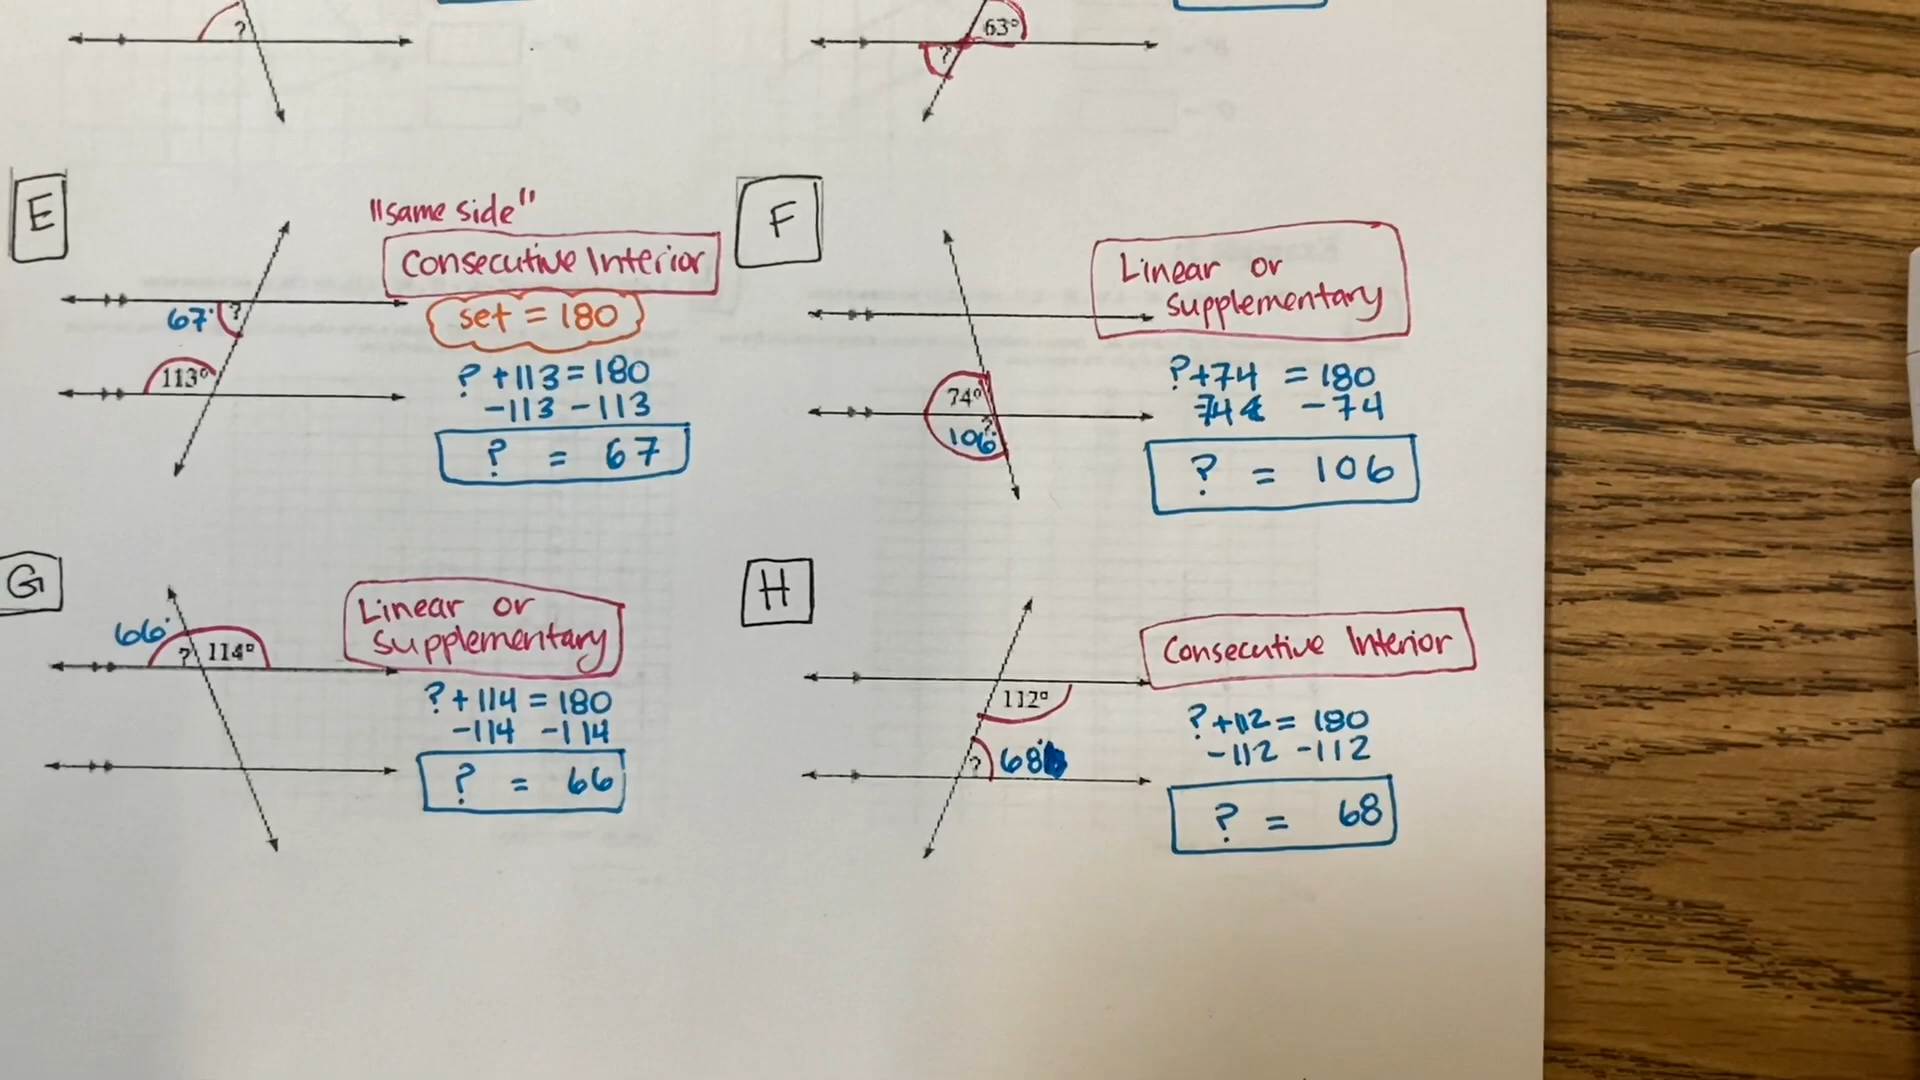 ?
63°
?
E
"same side"
Consecutive Interior
set = 180
67° ?
113°
? + 113 = 180
-113 -113
? = 67
F
Linear or
supplementary
74°
?
106°
? + 74 = 180
74 - 74
? = 106
G
66°
? 114°
Linear or
supplementary
? + 114 = 180
-114 -114
? = 66
H
Consecutive Interior
112°
? 68°
? + 112 = 180
-112 -112
? = 68